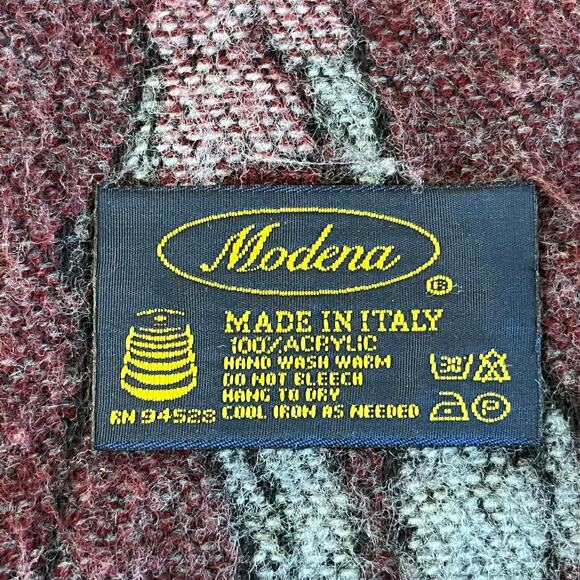 Modena
®
MADE IN ITALY
100%ACRYLIC
HAND WASH WARM
DO NOT BLEECH
HANG TO DRY
RN 94528 COOL IRON AS NEEDED
30
P